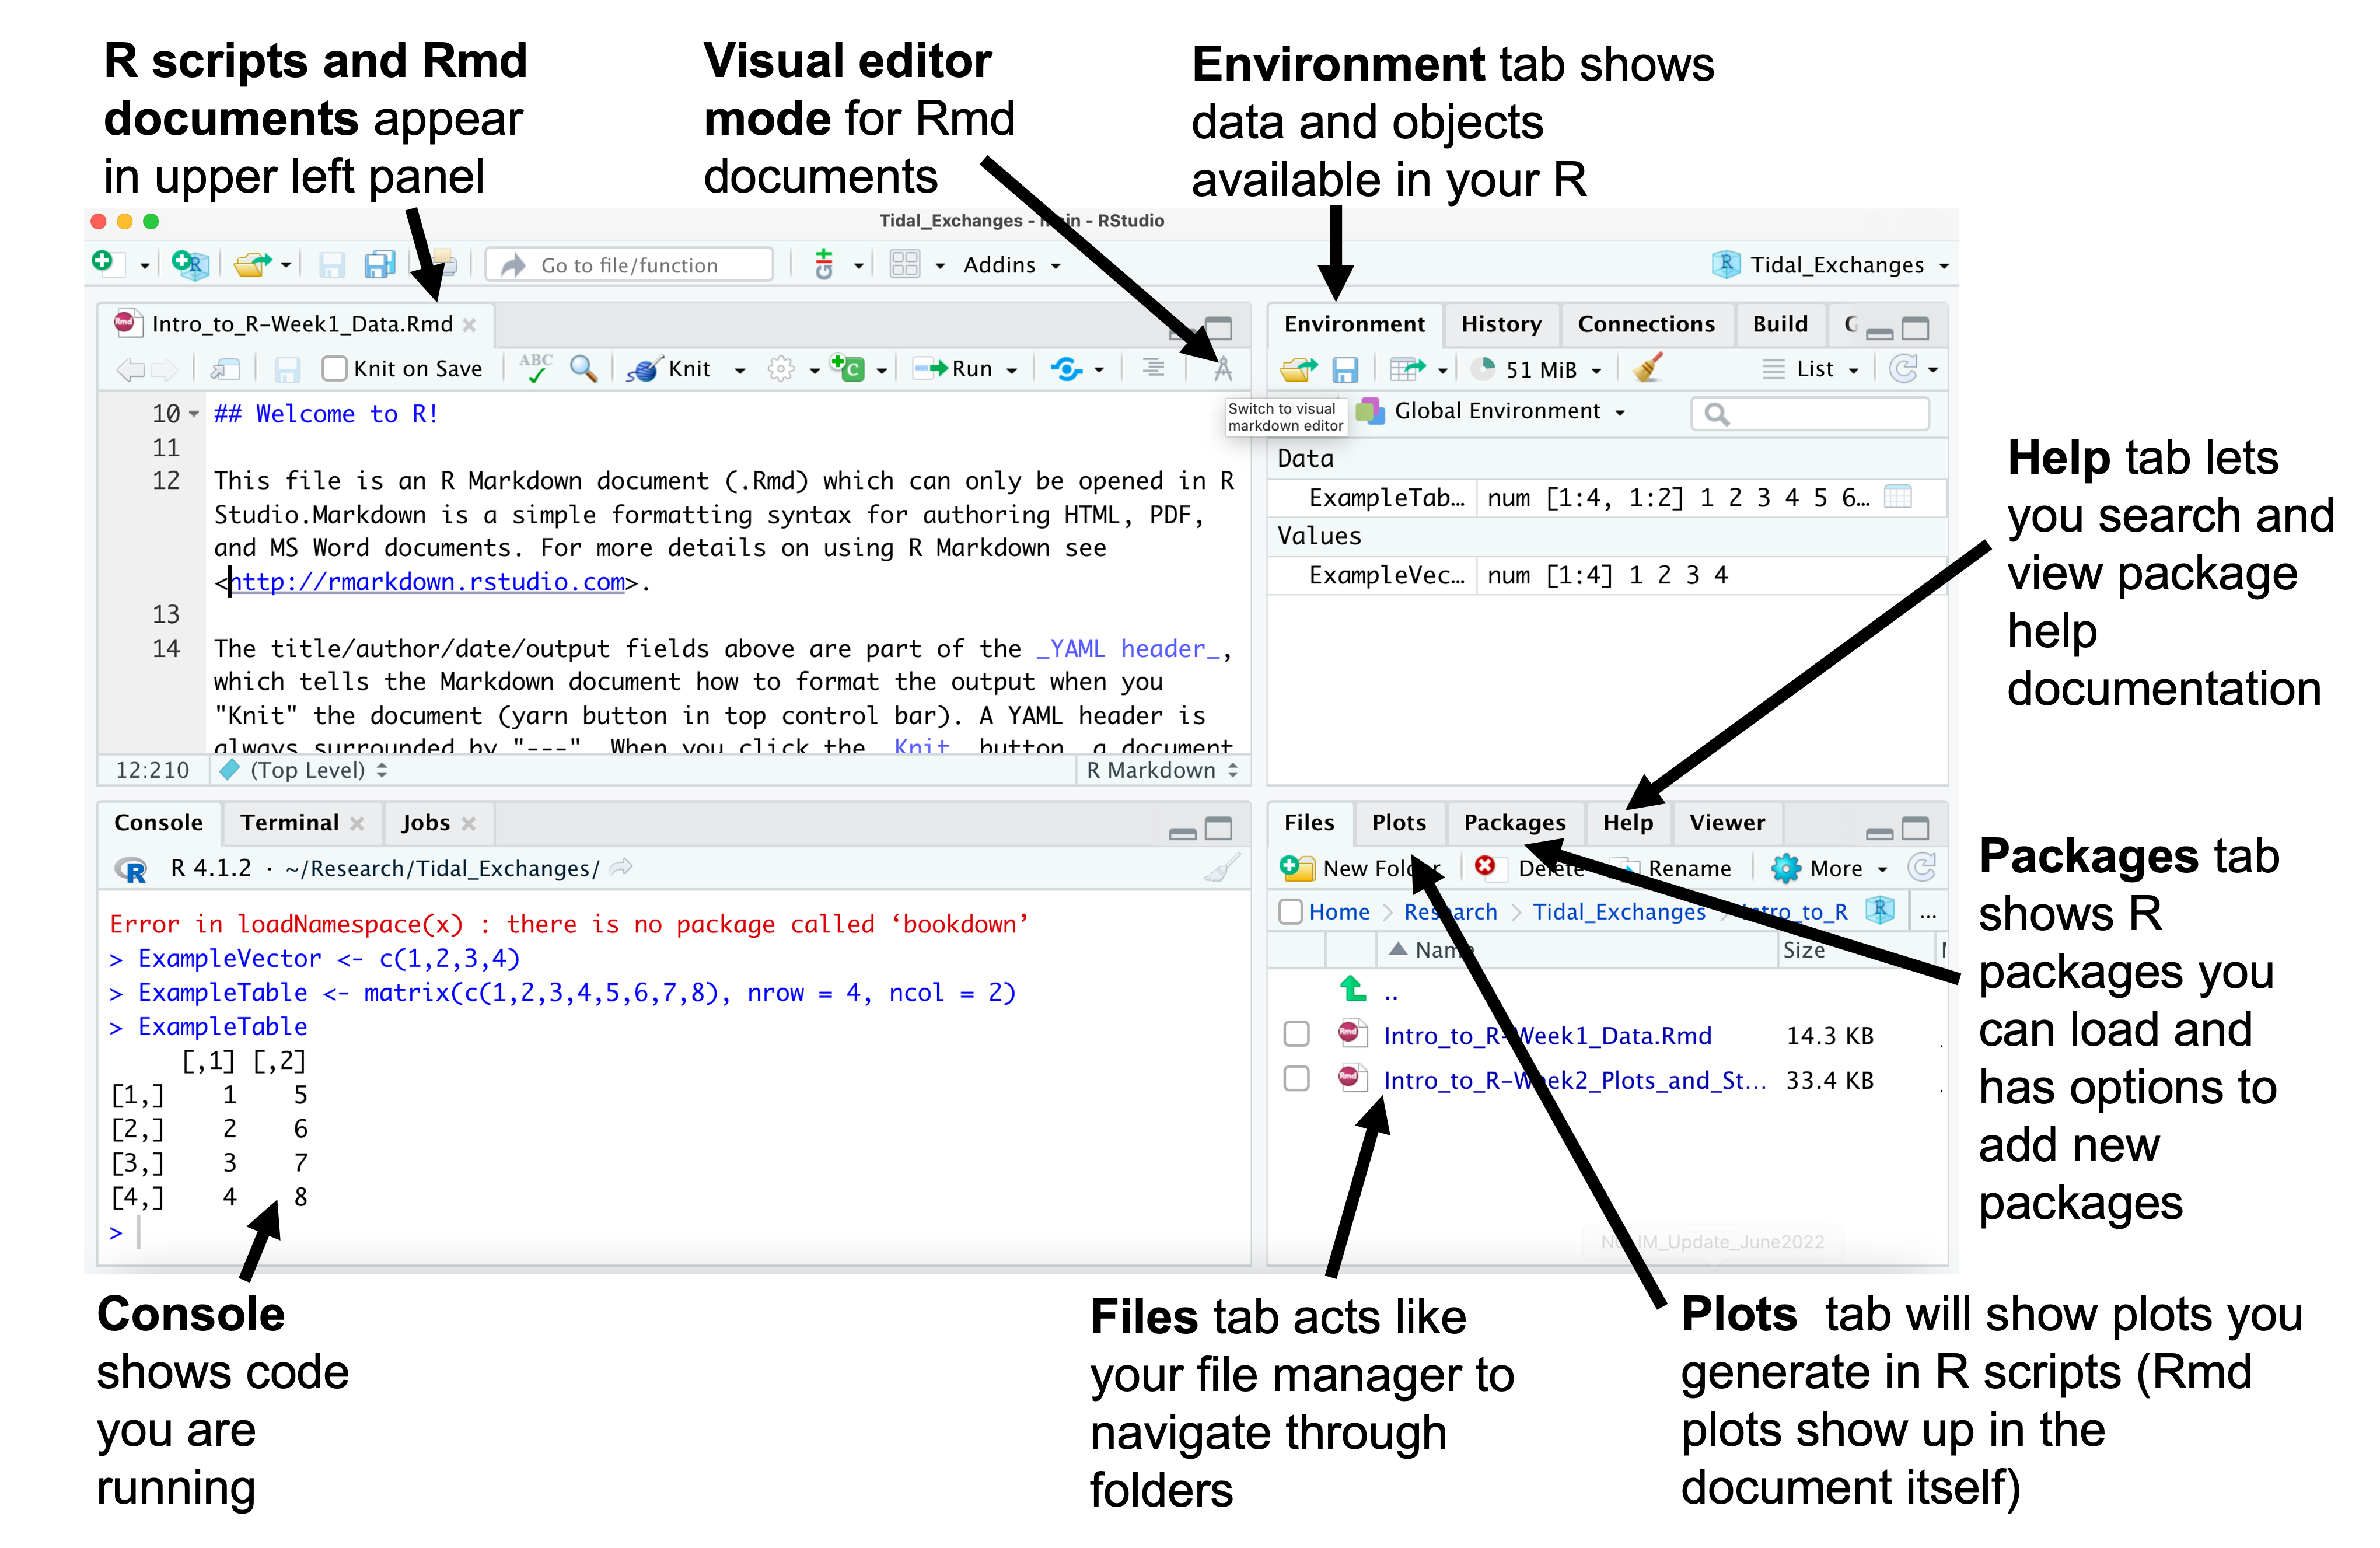 R scripts and Rmd
documents appear
in upper left panel
Visual editor
mode for Rmd
documents
Environment tab shows
data and objects
available in your R
Tidal_Exchanges - main - RStudio
Go to file/function
Git
Addins
Tidal_Exchanges
Intro_to_R-Week1_Data.Rmd
Knit on Save
ABC
Knit
Run
10 ## Welcome to R!
11
12 This file is an R Markdown document (.Rmd) which can only be opened in R
Studio.Markdown is a simple formatting syntax for authoring HTML, PDF,
and MS Word documents. For more details on using R Markdown see
<http://rmarkdown.rstudio.com>.
13
14 The title/author/date/output fields above are part of the _YAML header_,
which tells the Markdown document how to format the output when you
"Knit" the document (yarn button in top control bar). A YAML header is
always surrounded by "---". When you click the _Knit_ button a document
12:210 (Top Level) R Markdown
Switch to visual
markdown editor
Environment History Connections Build
51 MiB List
Global Environment
Data
ExampleTab… num [1:4, 1:2] 1 2 3 4 5 6…
Values
ExampleVec… num [1:4] 1 2 3 4
Help tab lets
you search and
view package
help
documentation
Console Terminal Jobs
R 4.1.2 · ~/Research/Tidal_Exchanges/
Error in loadNamespace(x) : there is no package called ‘bookdown’
> ExampleVector <- c(1,2,3,4)
> ExampleTable <- matrix(c(1,2,3,4,5,6,7,8), nrow = 4, ncol = 2)
> ExampleTable
[,1] [,2]
[1,] 1 5
[2,] 2 6
[3,] 3 7
[4,] 4 8
>
Files Plots Packages Help Viewer
New Folder Delete Rename More
Home Research Tidal_Exchanges Intro_to_R ...
Name Size
..
Intro_to_R-Week1_Data.Rmd 14.3 KB
Intro_to_R-Week2_Plots_and_St... 33.4 KB
Packages tab
shows R
packages you
can load and
has options to
add new
packages
Console
shows code
you are
running
Files tab acts like
your file manager to
navigate through
folders
Plots tab will show plots you
generate in R scripts (Rmd
plots show up in the
document itself)